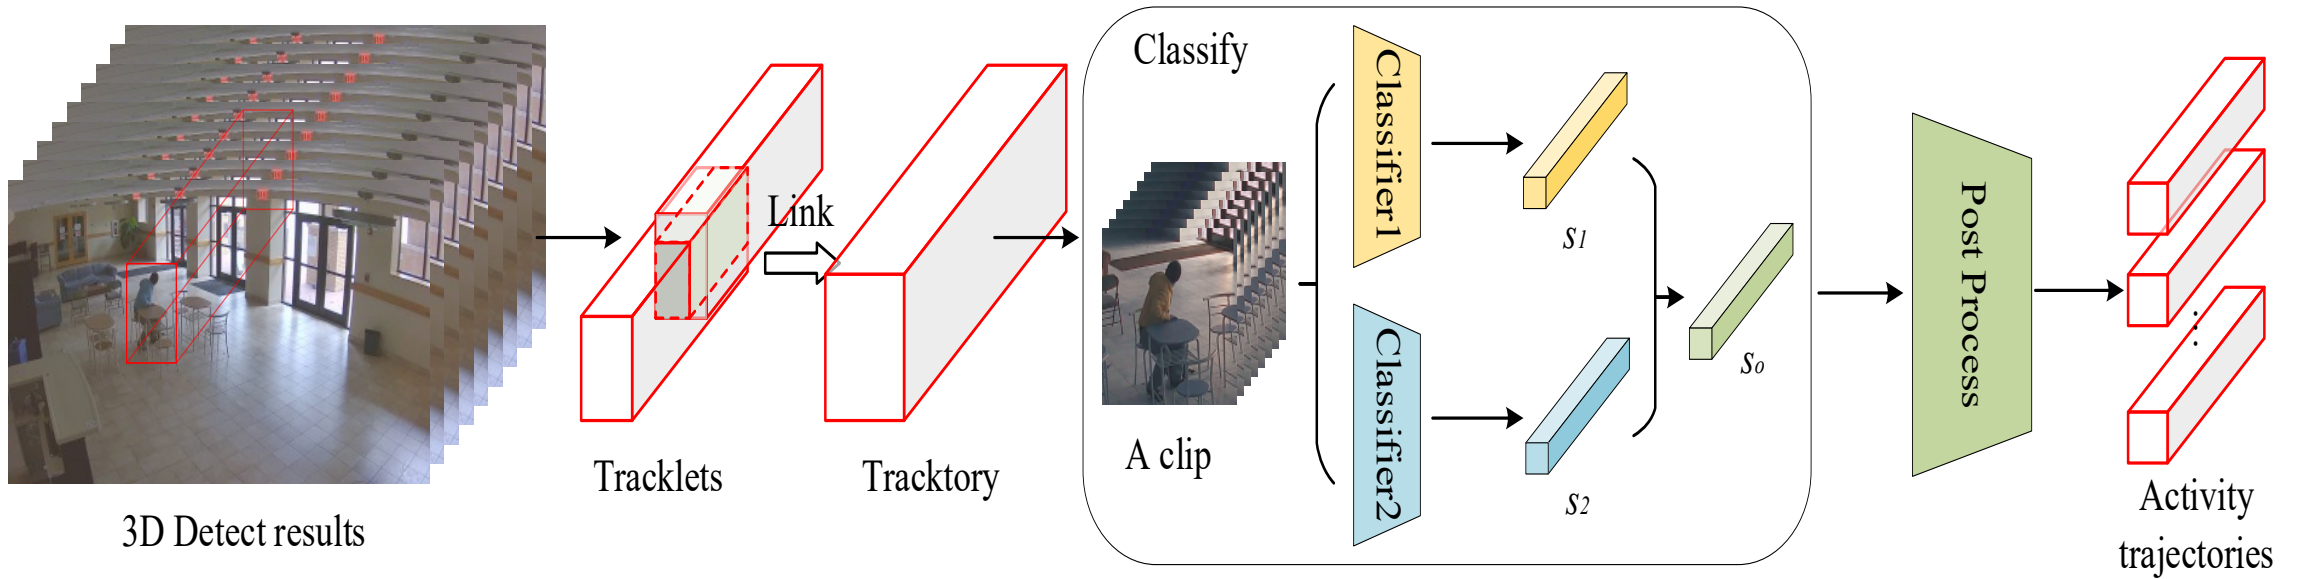 3D Detect results
Tracklets
Link
Tracktory
Classify
A clip
Classifier1
Classifier2
S1
S2
So
Post Process
Activity
trajectories